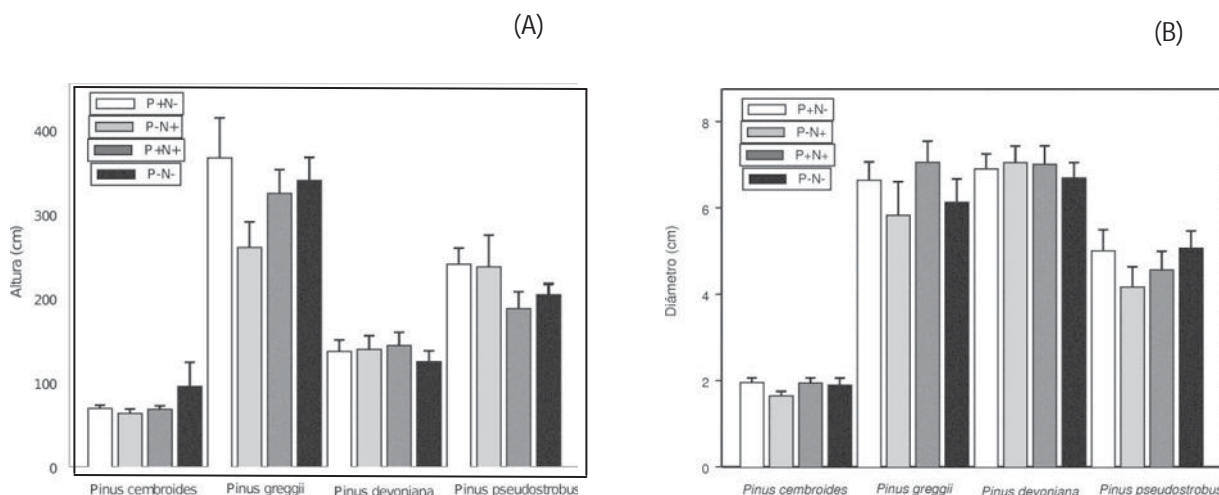 (A)
(B)
P+N-
P-N+
P+N+
P-N-
400
300
200
100
0
Altura (cm)
Pinus cembroides Pinus greggii Pinus devoniana Pinus pseudostrobus
P+N-
P-N+
P+N+
P-N-
8
6
4
2
0
Diámetro (cm)
Pinus cembroides Pinus greggii Pinus devoniana Pinus pseudostrobus